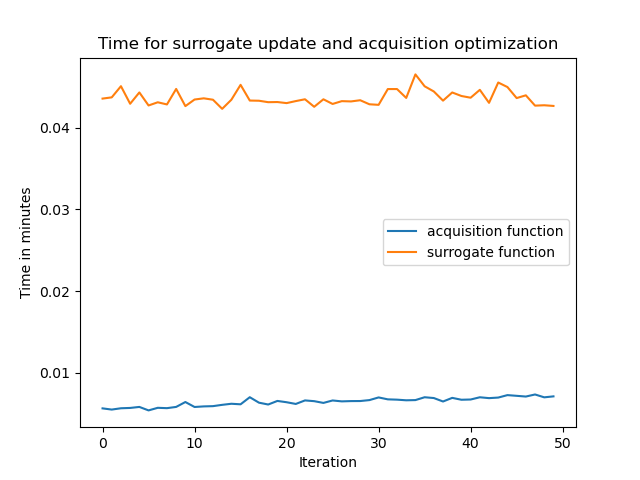 Time for surrogate update and acquisition optimization
Time in minutes
0.04
0.03
0.02
0.01
acquisition function
surrogate function
0 10 20 30 40 50
Iteration